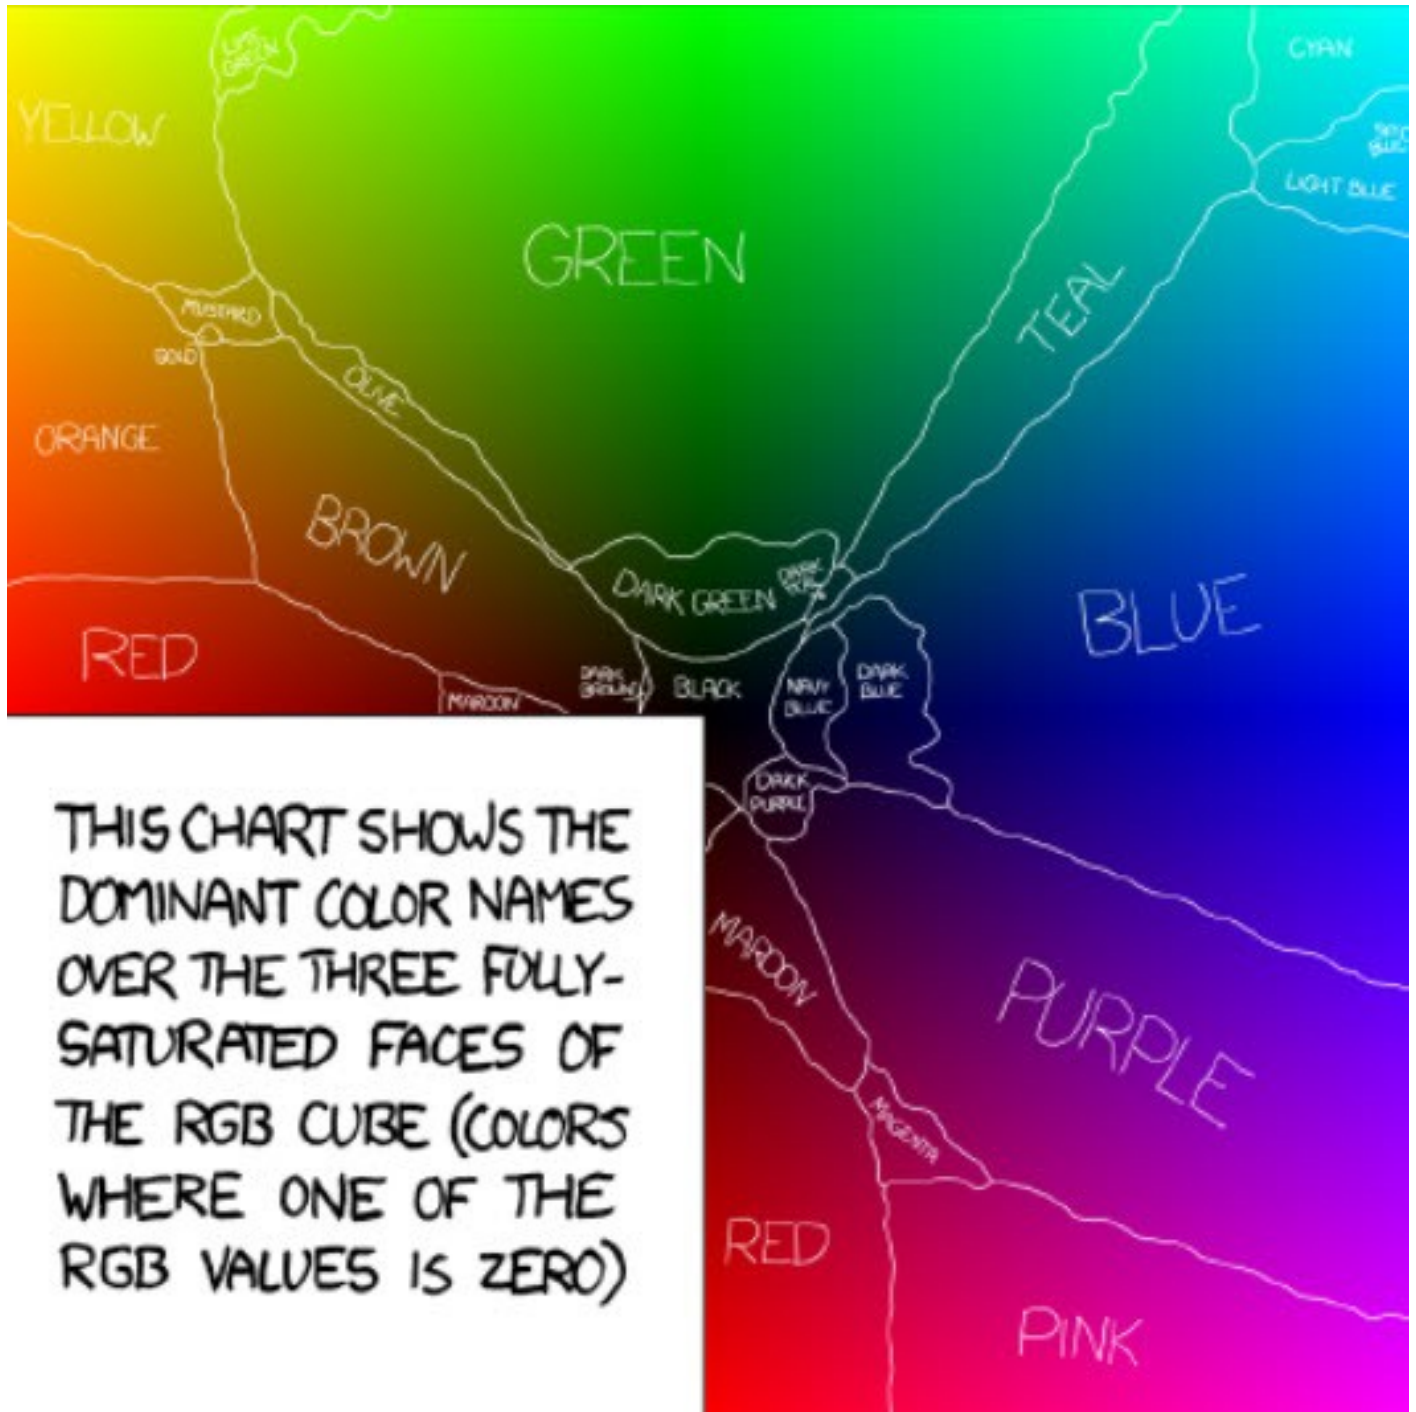 LIME
GREEN
CYAN
YELLOW
BLUE
LIGHT BLUE
GREEN
TEAL
MUSTARD
GOLD
OLIVE
ORANGE
BROWN
DARK GREEN
DARK
TEAL
BLUE
RED
MAROON
DARK
BROWN
BLACK
NAVY
BLUE
DARK
BLUE
DARK
PURPLE
THIS CHART SHOWS THE
DOMINANT COLOR NAMES
OVER THE THREE FULLY-
SATURATED FACES OF
THE RGB CUBE (COLORS
WHERE ONE OF THE
RGB VALUES IS ZERO)
MAROON
PURPLE
MAGENTA
RED
PINK